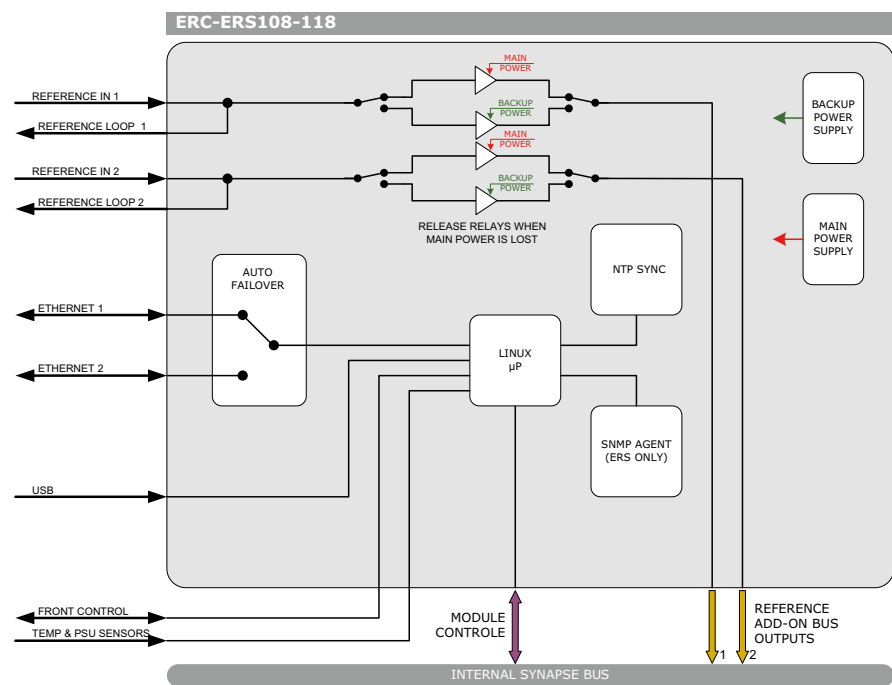 ERC-ERS108-118
MAIN
POWER
REFERENCE IN 1
BACKUP
POWER
REFERENCE LOOP 1
MAIN
POWER
REFERENCE IN 2
BACKUP
POWER
REFERENCE LOOP 2
RELEASE RELAYS WHEN
MAIN POWER IS LOST
BACKUP
POWER
SUPPLY
MAIN
POWER
SUPPLY
AUTO
FAILOVER
NTP SYNC
ETHERNET 1
ETHERNET 2
LINUX
µP
SNMP AGENT
(ERS ONLY)
USB
FRONT CONTROL
TEMP & PSU SENSORS
MODULE
CONTROLE
REFERENCE
ADD-ON BUS
OUTPUTS
1
2
INTERNAL SYNAPSE BUS